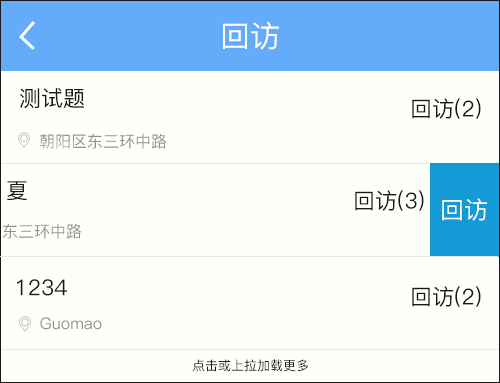 回访
测试题
回访(2)
朝阳区东三环中路
夏
回访(3)
回访
东三环中路
1234
回访(2)
Guomao
点击或上拉加载更多